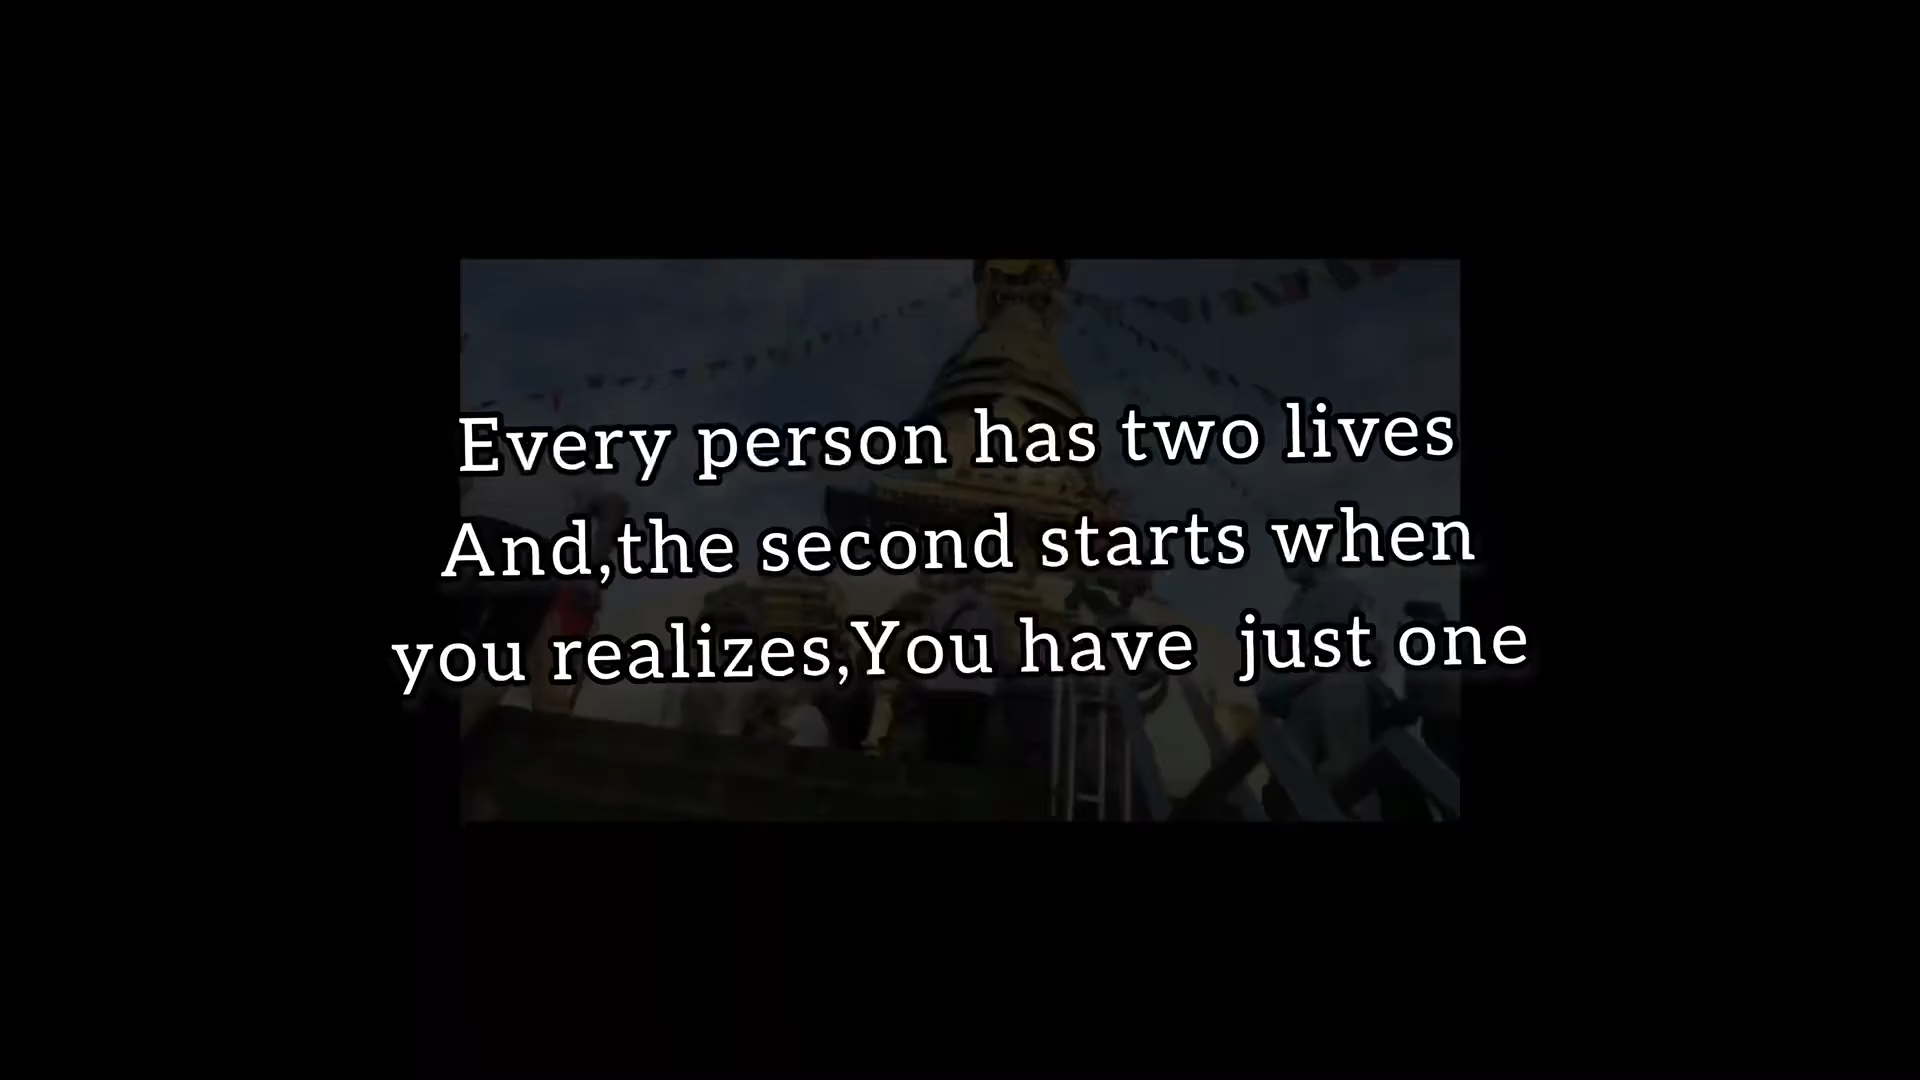 Every person has two lives
And,the second starts when
you realizes,You have  just one